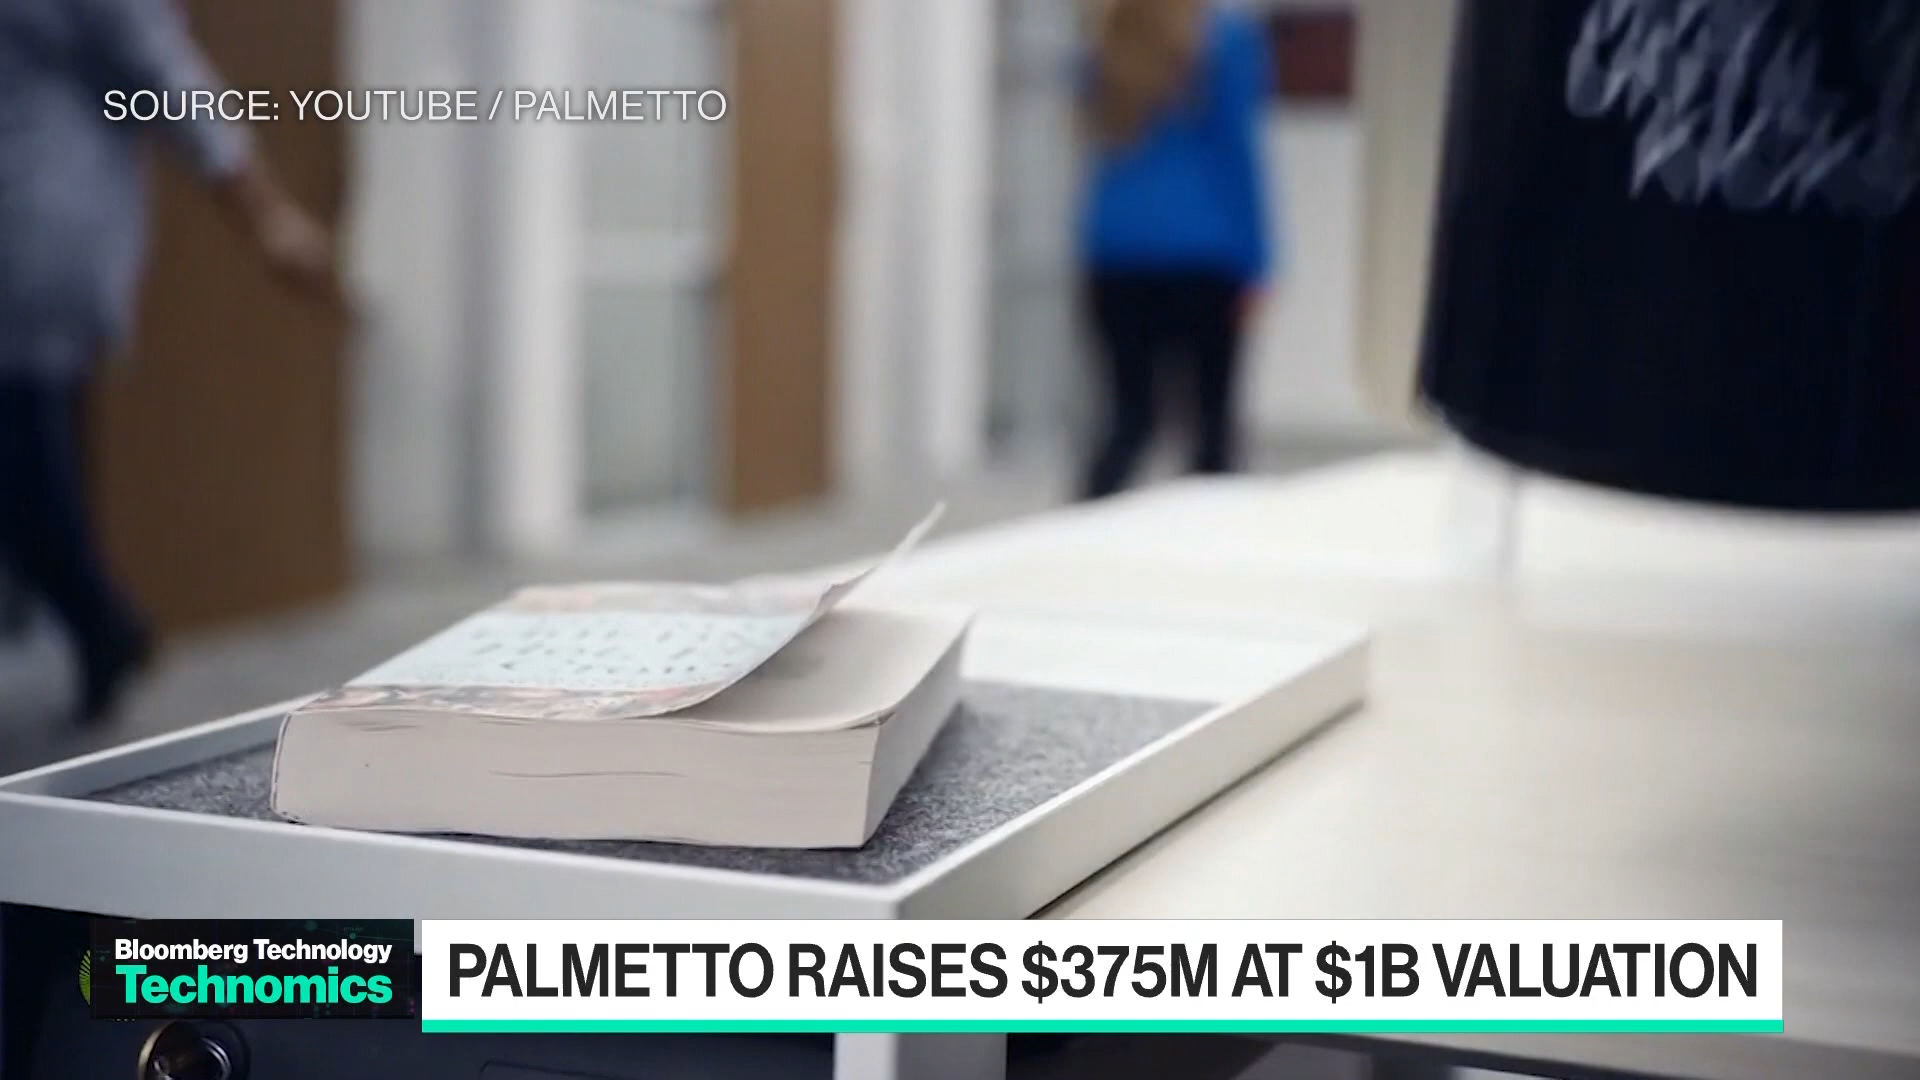 SOURCE: YOUTUBE / PALMETTO
Bloomberg Technology
Technomics
PALMETTO RAISES $375M AT $1B VALUATION